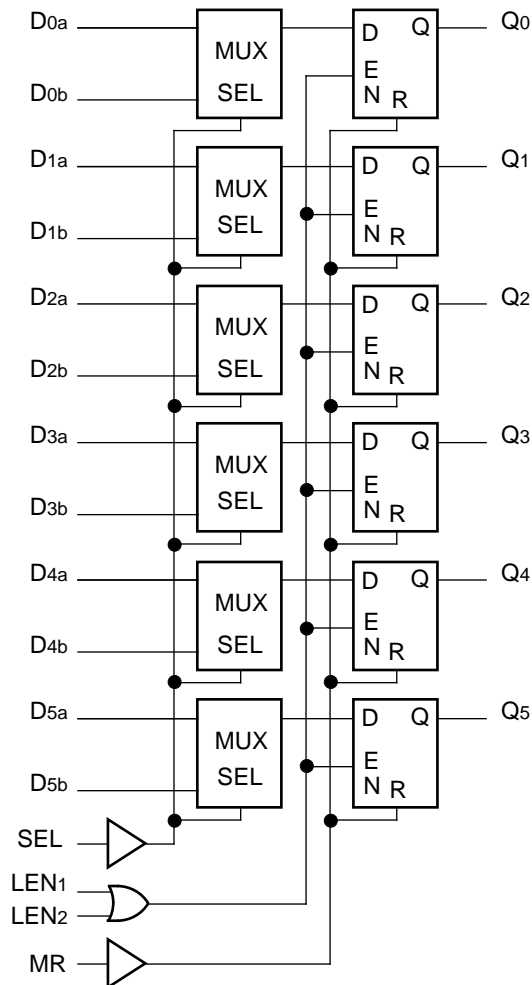 D0a MUX D Q Q0
E
D0b SEL N R
D1a MUX D Q Q1
E
D1b SEL N R
D2a MUX D Q Q2
E
D2b SEL N R
D3a MUX D Q Q3
E
D3b SEL N R
D4a MUX D Q Q4
E
D4b SEL N R
D5a MUX D Q Q5
E
D5b SEL N R
SEL
LEN1
LEN2
MR